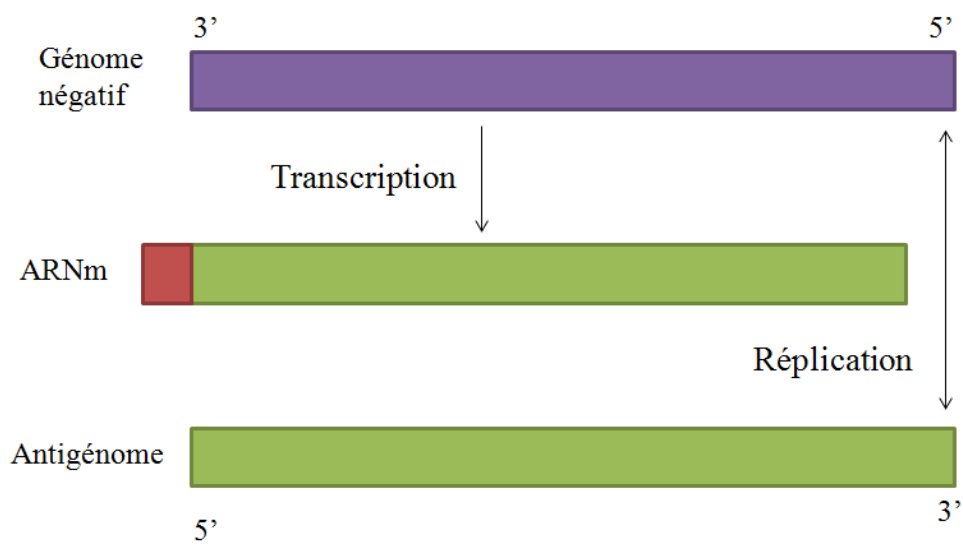 3’
5’
Génome
négatif
Transcription
ARNm
Réplication
Antigénome
3’
5’